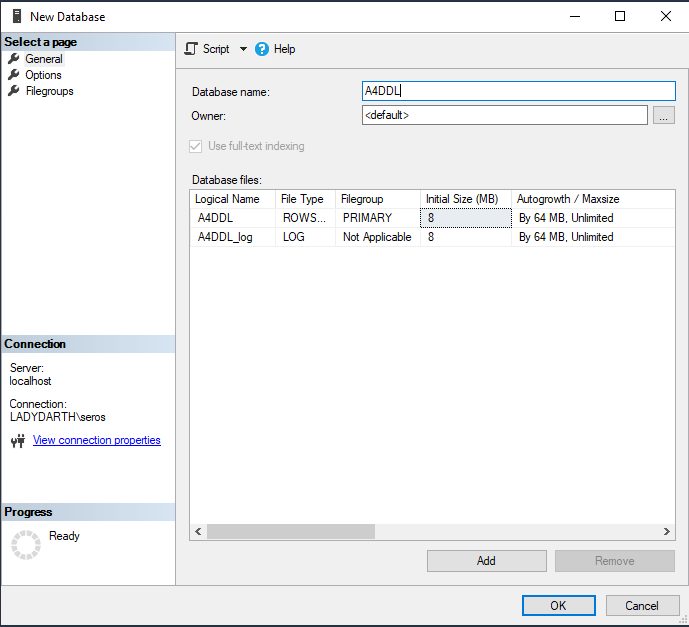 New Database
Select a page
General
Options
Filegroups
Script
Help
Database name:
A4DDL
Owner:
<default>
...
Use full-text indexing
Database files:
Logical Name File Type Filegroup Initial Size (MB) Autogrowth / Maxsize
A4DDL ROWS... PRIMARY 8 By 64 MB, Unlimited
A4DDL_log LOG Not Applicable 8 By 64 MB, Unlimited
Connection
Server:
localhost
Connection:
LADYDARTH\seros
View connection properties
Progress
Ready
Add Remove
OK Cancel